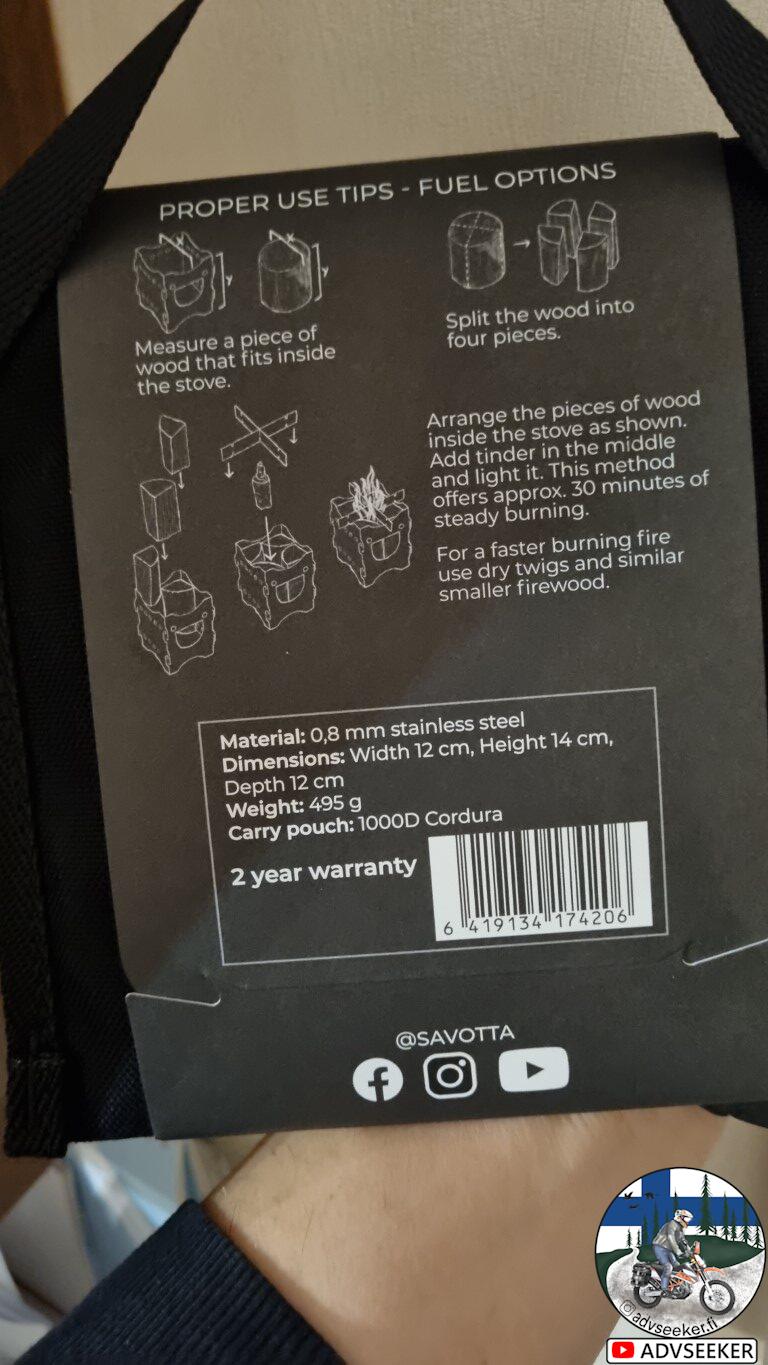 PROPER USE TIPS - FUEL OPTIONS
x
y
x
y
Measure a piece of
wood that fits inside
the stove.
Split the wood into
four pieces.
Arrange the pieces of wood
inside the stove as shown.
Add tinder in the middle
and light it. This method
offers approx. 30 minutes of
steady burning.
For a faster burning fire
use dry twigs and similar
smaller firewood.
Material: 0,8 mm stainless steel
Dimensions: Width 12 cm, Height 14 cm,
Depth 12 cm
Weight: 495 g
Carry pouch: 1000D Cordura
2 year warranty
6 419134 174206
@SAVOTTA
@advseeker.fi
ADVSEEKER